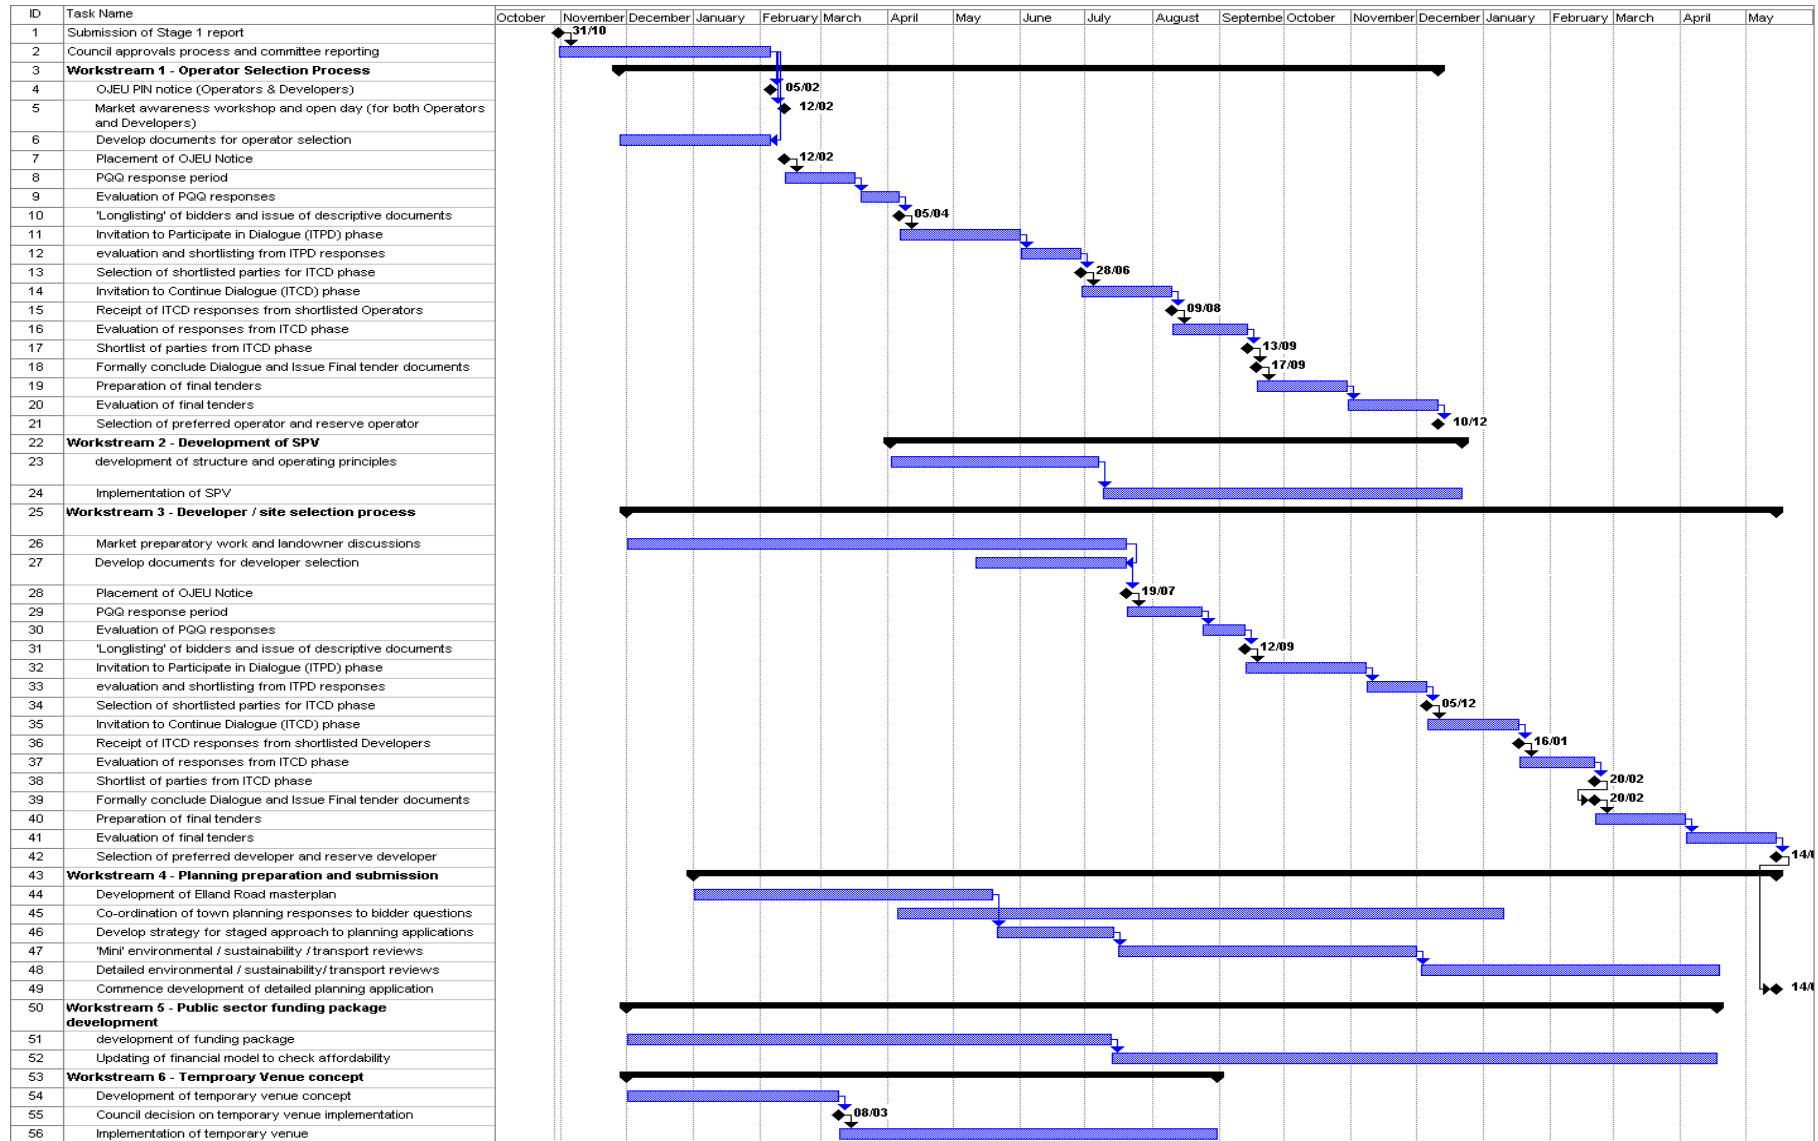 ID Task Name October November December January February March April May June July August Septembe October November December January February March April May
1 Submission of Stage 1 report 31/10
2 Council approvals process and committee reporting
3 Workstream 1 - Operator Selection Process
4 OJEU PIN notice (Operators & Developers) 05/02
5 Market awareness workshop and open day (for both Operators 12/02
and Developers)
6 Develop documents for operator selection
7 Placement of OJEU Notice 12/02
8 PQQ response period
9 Evaluation of PQQ responses
10 'Longlisting' of bidders and issue of descriptive documents 05/04
11 Invitation to Participate in Dialogue (ITPD) phase
12 evaluation and shortlisting from ITPD responses
13 Selection of shortlisted parties for ITCD phase 28/06
14 Invitation to Continue Dialogue (ITCD) phase
15 Receipt of ITCD responses from shortlisted Operators 09/08
16 Evaluation of responses from ITCD phase
17 Shortlist of parties from ITCD phase 13/09
18 Formally conclude Dialogue and Issue Final tender documents 17/09
19 Preparation of final tenders
20 Evaluation of final tenders
21 Selection of preferred operator and reserve operator 10/12
22 Workstream 2 - Development of SPV
23 development of structure and operating principles
24 Implementation of SPV
25 Workstream 3 - Developer / site selection process
26 Market preparatory work and landowner discussions
27 Develop documents for developer selection
28 Placement of OJEU Notice 19/07
29 PQQ response period
30 Evaluation of PQQ responses
31 'Longlisting' of bidders and issue of descriptive documents 12/09
32 Invitation to Participate in Dialogue (ITPD) phase
33 evaluation and shortlisting from ITPD responses
34 Selection of shortlisted parties for ITCD phase 05/12
35 Invitation to Continue Dialogue (ITCD) phase
36 Receipt of ITCD responses from shortlisted Developers 16/01
37 Evaluation of responses from ITCD phase
38 Shortlist of parties from ITCD phase 20/02
39 Formally conclude Dialogue and Issue Final tender documents 20/02
40 Preparation of final tenders
41 Evaluation of final tenders
42 Selection of preferred developer and reserve developer
43 Workstream 4 - Planning preparation and submission
44 Development of Elland Road masterplan
45 Co-ordination of town planning responses to bidder questions
46 Develop strategy for staged approach to planning applications
47 'Mini' environmental / sustainability / transport reviews
48 Detailed environmental / sustainability/ transport reviews
49 Commence development of detailed planning application
50 Workstream 5 - Public sector funding package
development
51 development of funding package
52 Updating of financial model to check affordability
53 Workstream 6 - Temproary Venue concept
54 Development of temporary venue concept
55 Council decision on temporary venue implementation 08/03
56 Implementation of temporary venue